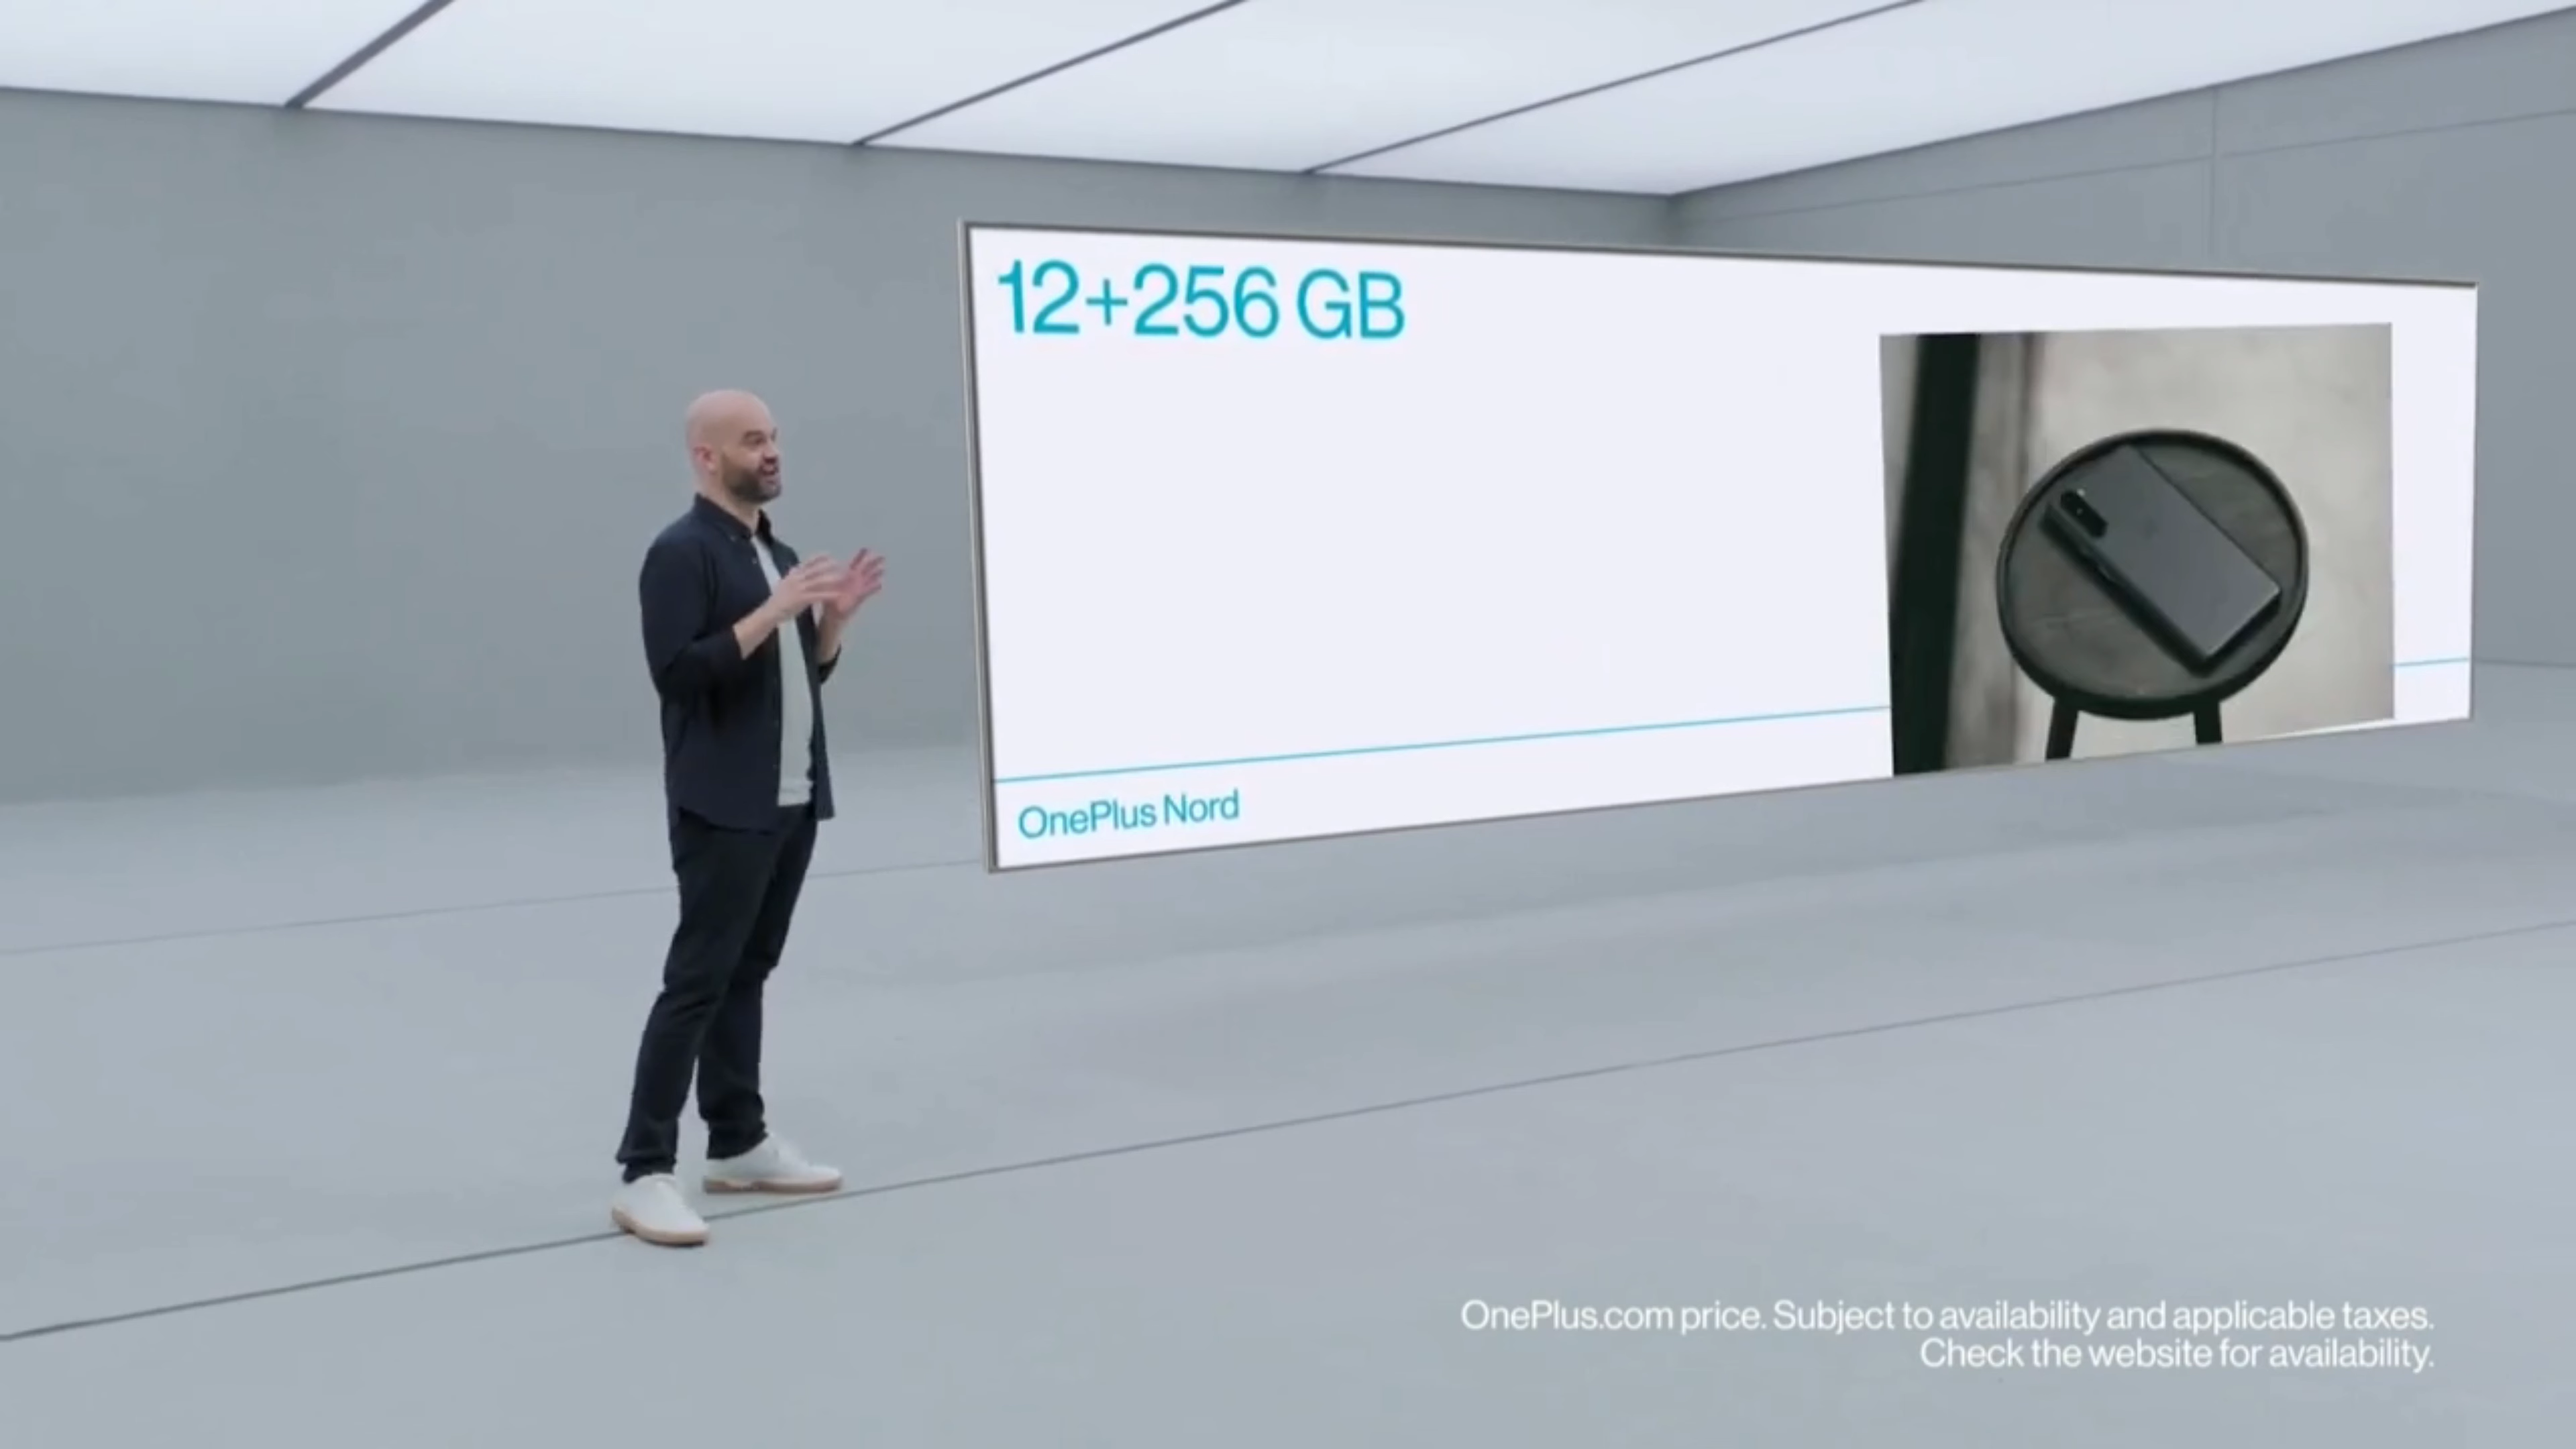 12+256 GB
OnePlus Nord
OnePlus.com price. Subject to availability and applicable taxes.
Check the website for availability.